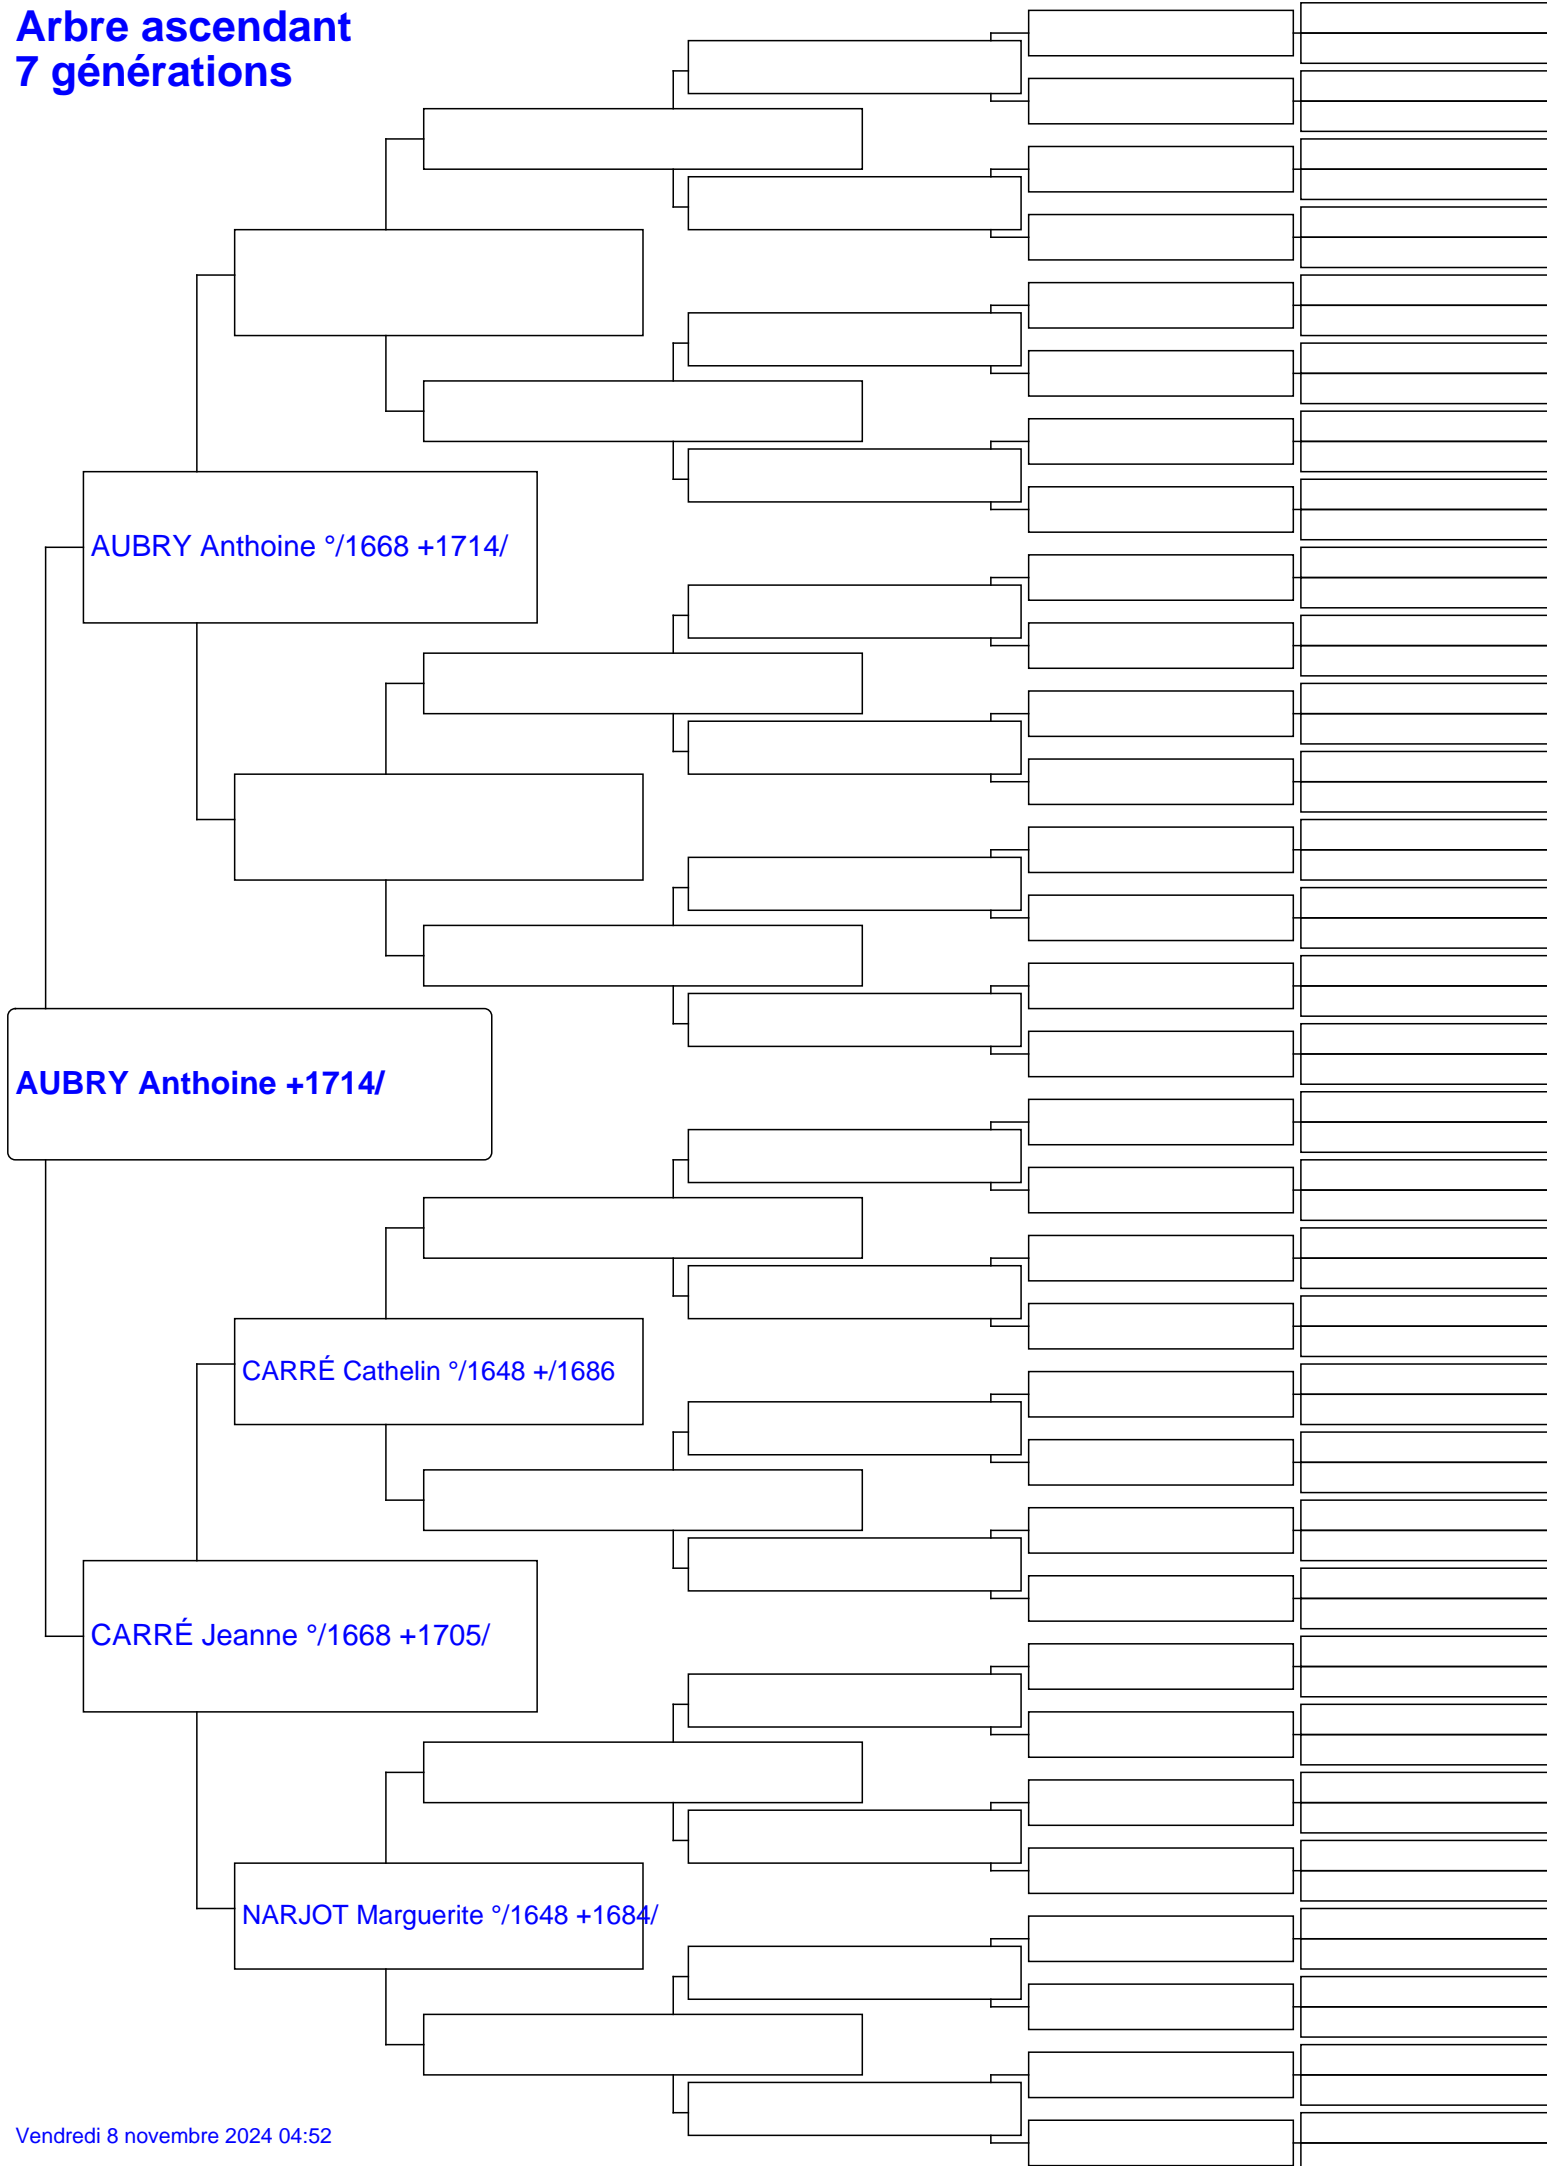 Arbre ascendant
7 générations
AUBRY Anthoine °/1668 +1714/
AUBRY Anthoine +1714/
CARRÉ Cathelin °/1648 +/1686
CARRÉ Jeanne °/1668 +1705/
NARJOT Marguerite °/1648 +1684/
Vendredi 8 novembre 2024 04:52